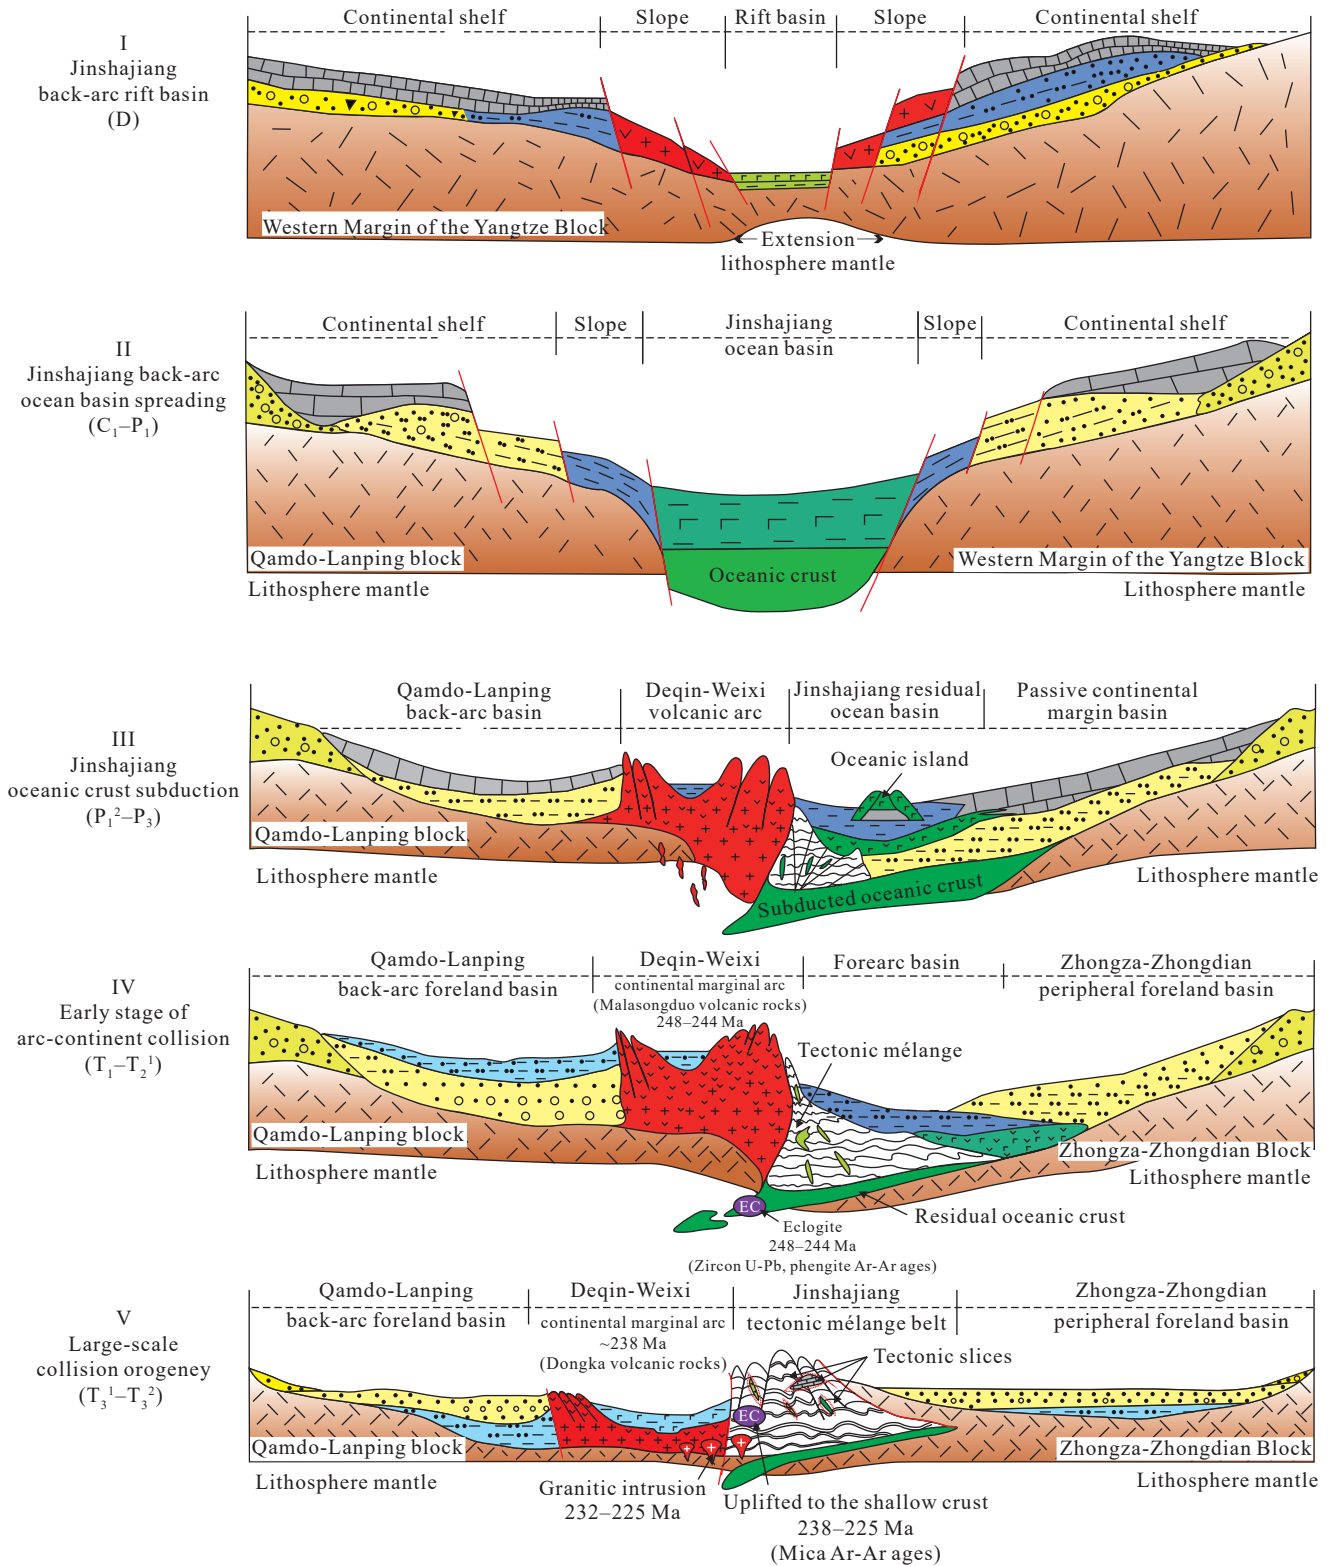 Continental shelf
Slope
Rift basin
Slope
Continental shelf
I
Jinshajiang
back-arc rift basin
(D)
Western Margin of the Yangtze Block
Extension
lithosphere mantle
Continental shelf
Slope
Jinshajiang
ocean basin
Slope
Continental shelf
II
Jinshajiang back-arc
ocean basin spreading
(C₁–P₁)
Qamdo-Lanping block
Lithosphere mantle
Oceanic crust
Western Margin of the Yangtze Block
Lithosphere mantle
Qamdo-Lanping
back-arc basin
Deqin-Weixi
volcanic arc
Jinshajiang residual
ocean basin
Passive continental
margin basin
III
Jinshajiang
oceanic crust subduction
(P₁²–P₃)
Oceanic island
Qamdo-Lanping block
Lithosphere mantle
Subducted oceanic crust
Lithosphere mantle
Qamdo-Lanping
back-arc foreland basin
Deqin-Weixi
continental marginal arc
(Malasongduo volcanic rocks)
248–244 Ma
Forearc basin
Zhongza-Zhongdian
peripheral foreland basin
IV
Early stage of
arc-continent collision
(T₁–T₂¹)
Tectonic mélange
Qamdo-Lanping block
Lithosphere mantle
Zhongza-Zhongdian Block
Lithosphere mantle
EC
Residual oceanic crust
Eclogite
248–244 Ma
(Zircon U-Pb, phengite Ar-Ar ages)
Qamdo-Lanping
back-arc foreland basin
Deqin-Weixi
continental marginal arc
~238 Ma
(Dongka volcanic rocks)
Jinshajiang
tectonic mélange belt
Zhongza-Zhongdian
peripheral foreland basin
V
Large-scale
collision orogeney
(T₃¹–T₃²)
Tectonic slices
EC
Qamdo-Lanping block
Lithosphere mantle
Zhongza-Zhongdian Block
Lithosphere mantle
Granitic intrusion
232–225 Ma
Uplifted to the shallow crust
238–225 Ma
(Mica Ar-Ar ages)